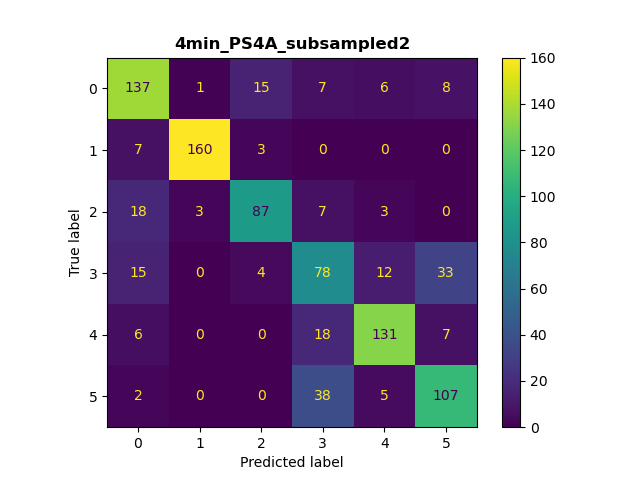 4min_PS4A_subsampled2
True label
0 137 1 15 7 6 8
1 7 160 3 0 0 0
2 18 3 87 7 3 0
3 15 0 4 78 12 33
4 6 0 0 18 131 7
5 2 0 0 38 5 107
0 1 2 3 4 5
Predicted label
160
140
120
100
80
60
40
20
0